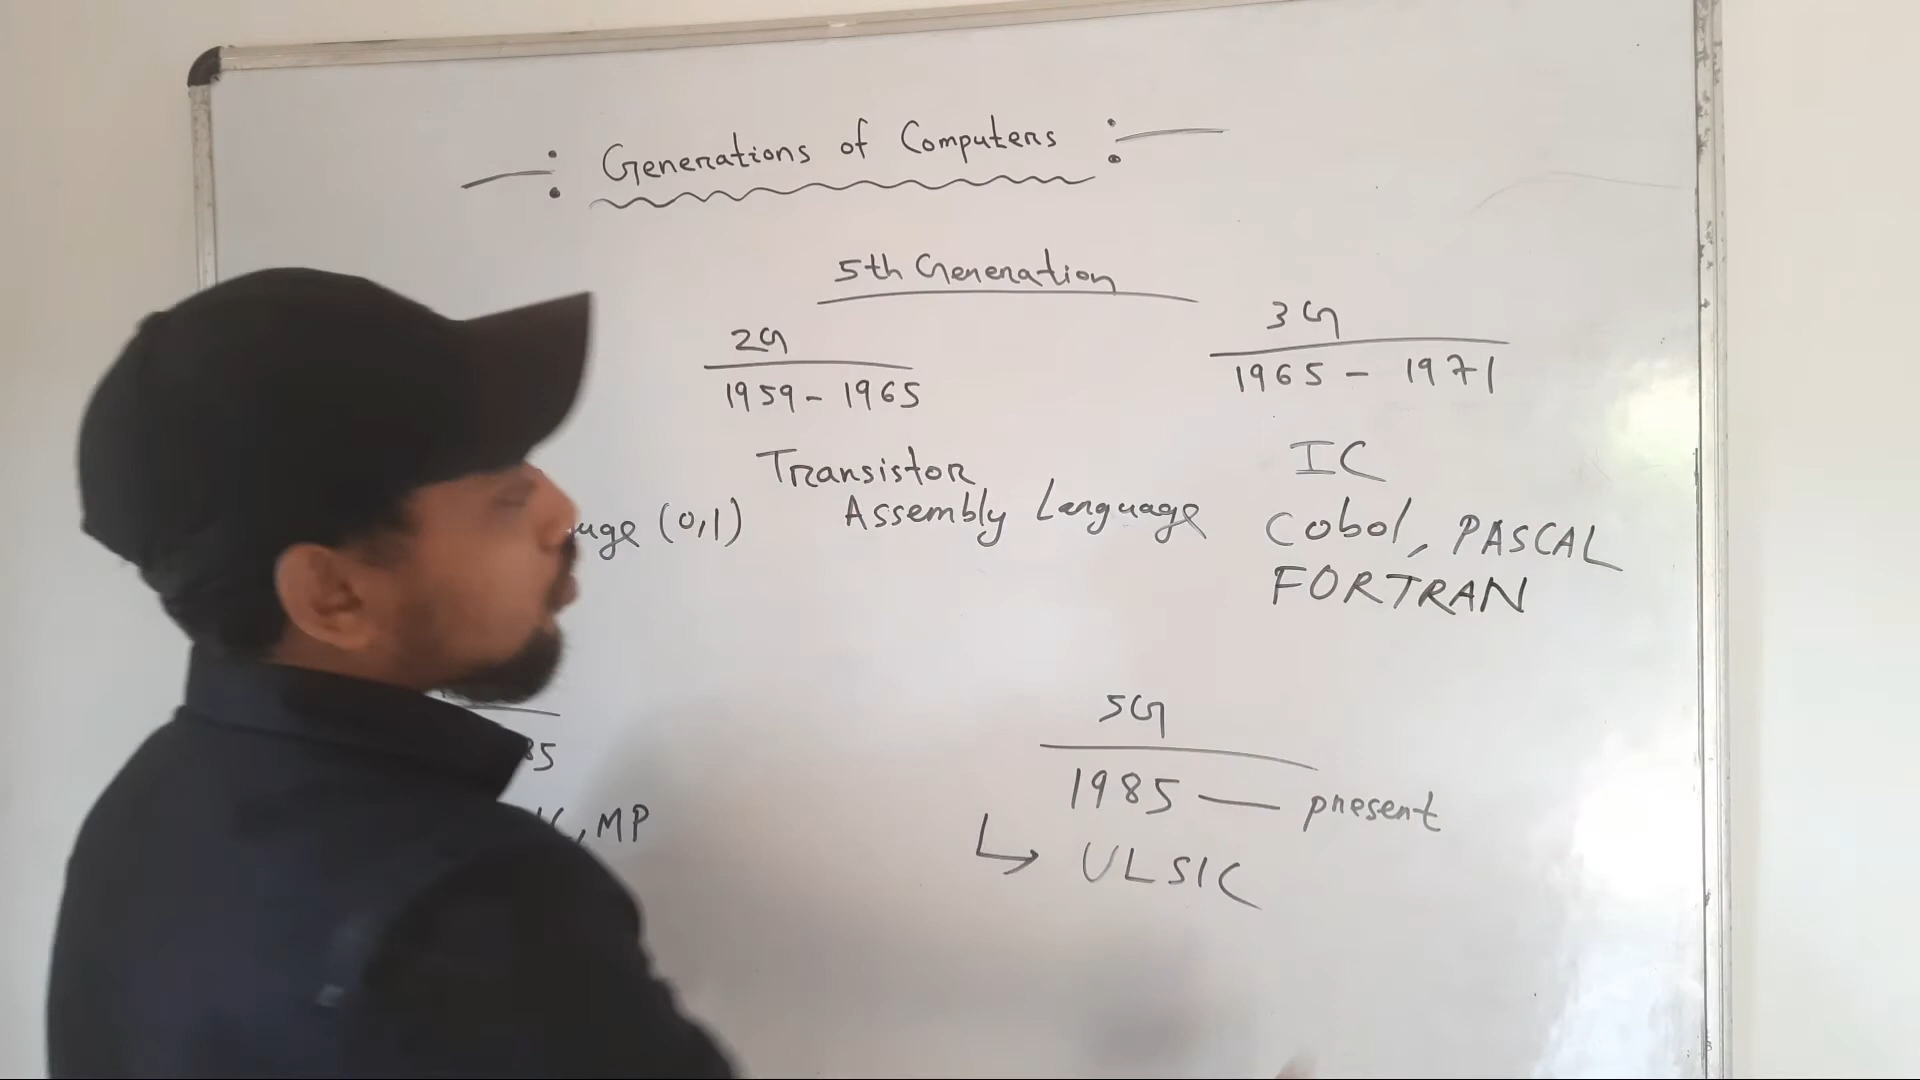 Generations of Computers
5th Generation
2G
1959 - 1965
Transistor
Assembly Language
(0,1)
3G
1965 - 1971
IC
Cobol, PASCAL
FORTRAN
85
, MP
5G
1985 — present
ULSIC